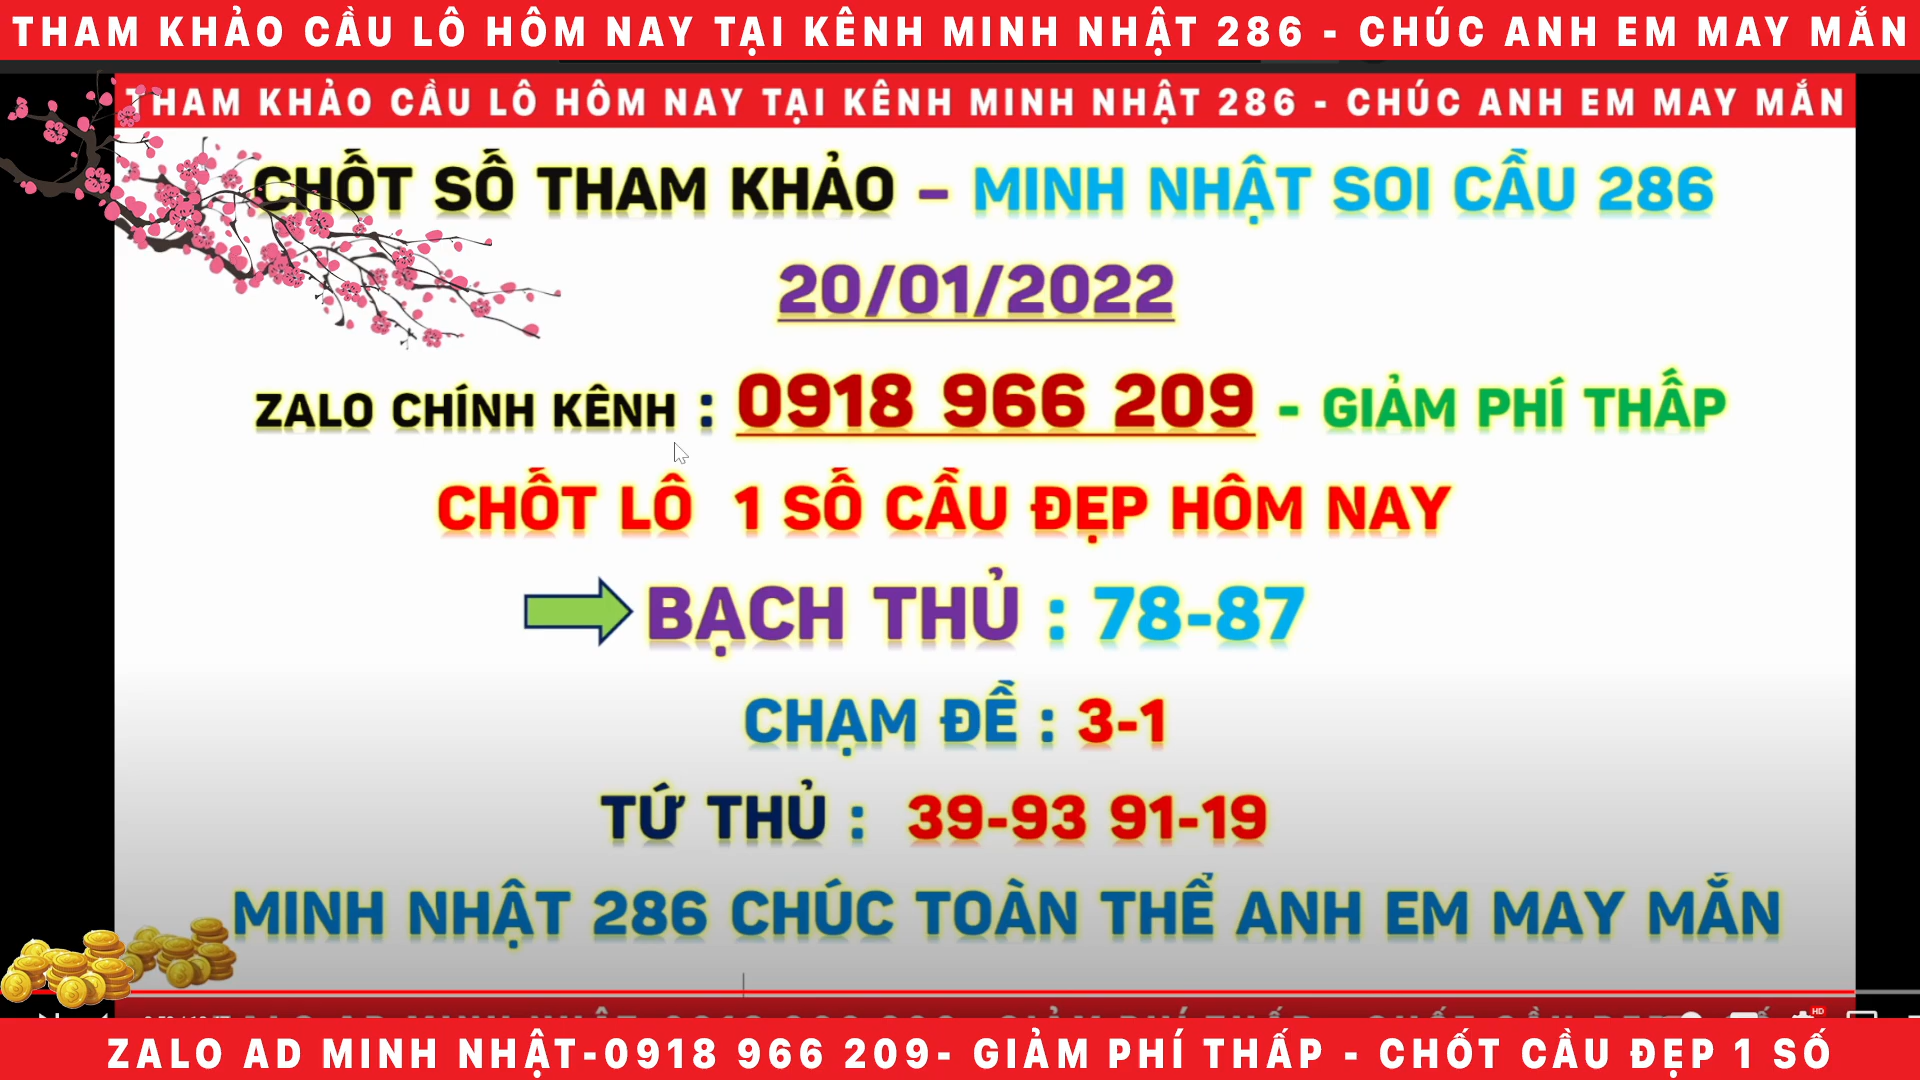 THAM KHẢO CẦU LÔ HÔM NAY TẠI KÊNH MINH NHẬT 286 - CHÚC ANH EM MAY MẮN
THAM KHẢO CẦU LÔ HÔM NAY TẠI KÊNH MINH NHẬT 286 - CHÚC ANH EM MAY MẮN
CHỐT SỐ THAM KHẢO – MINH NHẬT SOI CẦU 286
20/01/2022
ZALO CHÍNH KÊNH : 0918 966 209 - GIẢM PHÍ THẤP
CHỐT LÔ 1 SỐ CẦU ĐẸP HÔM NAY
BẠCH THỦ : 78-87
CHẠM ĐỀ : 3-1
TỨ THỦ : 39-93 91-19
MINH NHẬT 286 CHÚC TOÀN THỂ ANH EM MAY MẮN
HD
ZALO AD MINH NHẬT-0918 966 209- GIẢM PHÍ THẤP - CHỐT CẦU ĐẸP 1 SỐ